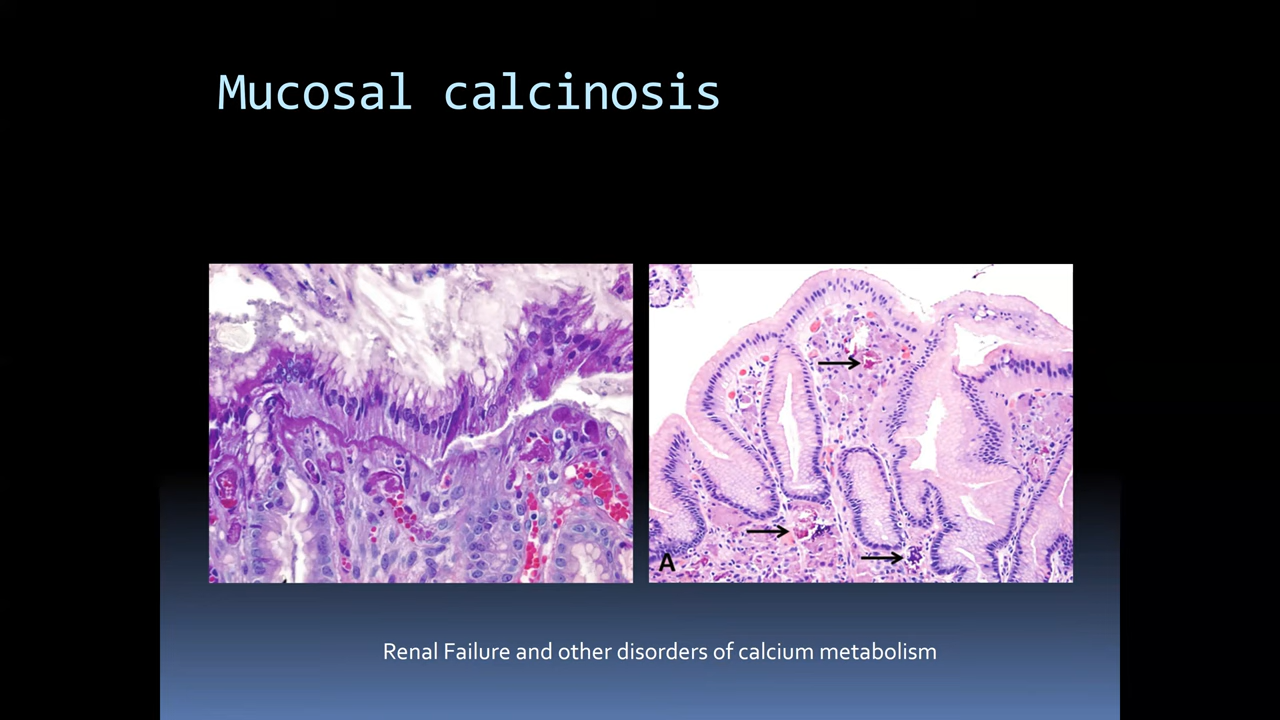 Mucosal calcinosis
A
Renal Failure and other disorders of calcium metabolism